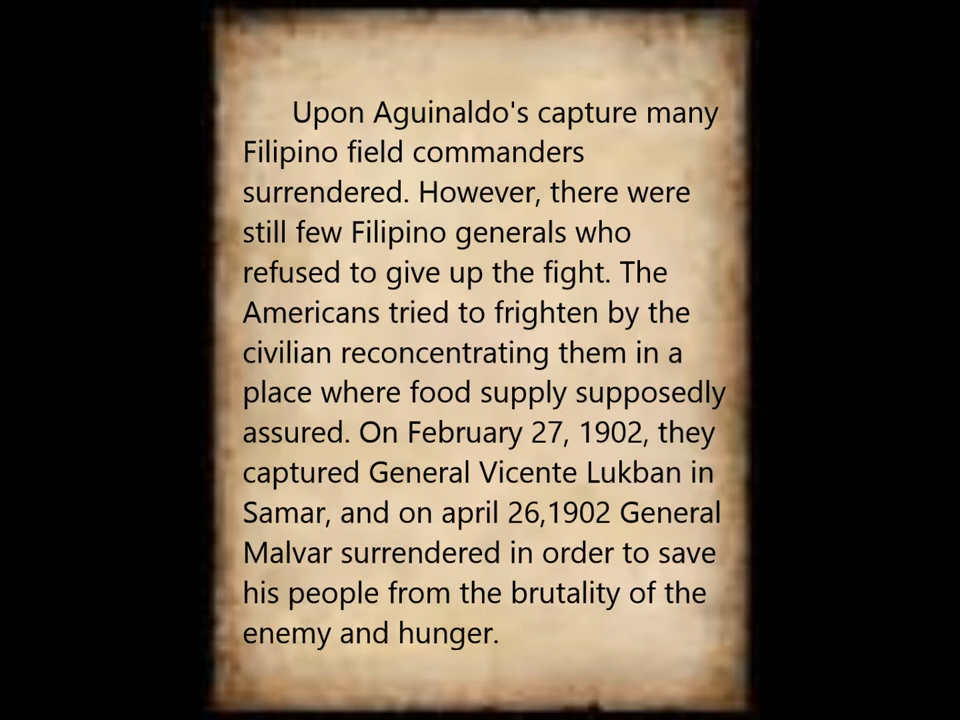 Upon Aguinaldo's capture many
Filipino field commanders
surrendered. However, there were
still few Filipino generals who
refused to give up the fight. The
Americans tried to frighten by the
civilian reconcentrating them in a
place where food supply supposedly
assured. On February 27, 1902, they
captured General Vicente Lukban in
Samar, and on april 26,1902 General
Malvar surrendered in order to save
his people from the brutality of the
enemy and hunger.